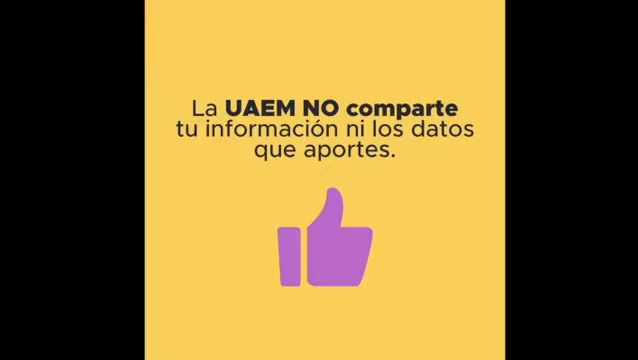 La UAEM NO comparte
tu información ni los datos
que aportes.